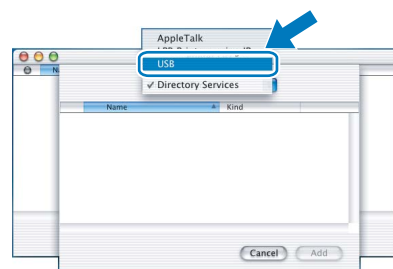 AppleTalk
USB
✓ Directory Services
N
Name Kind
Cancel Add